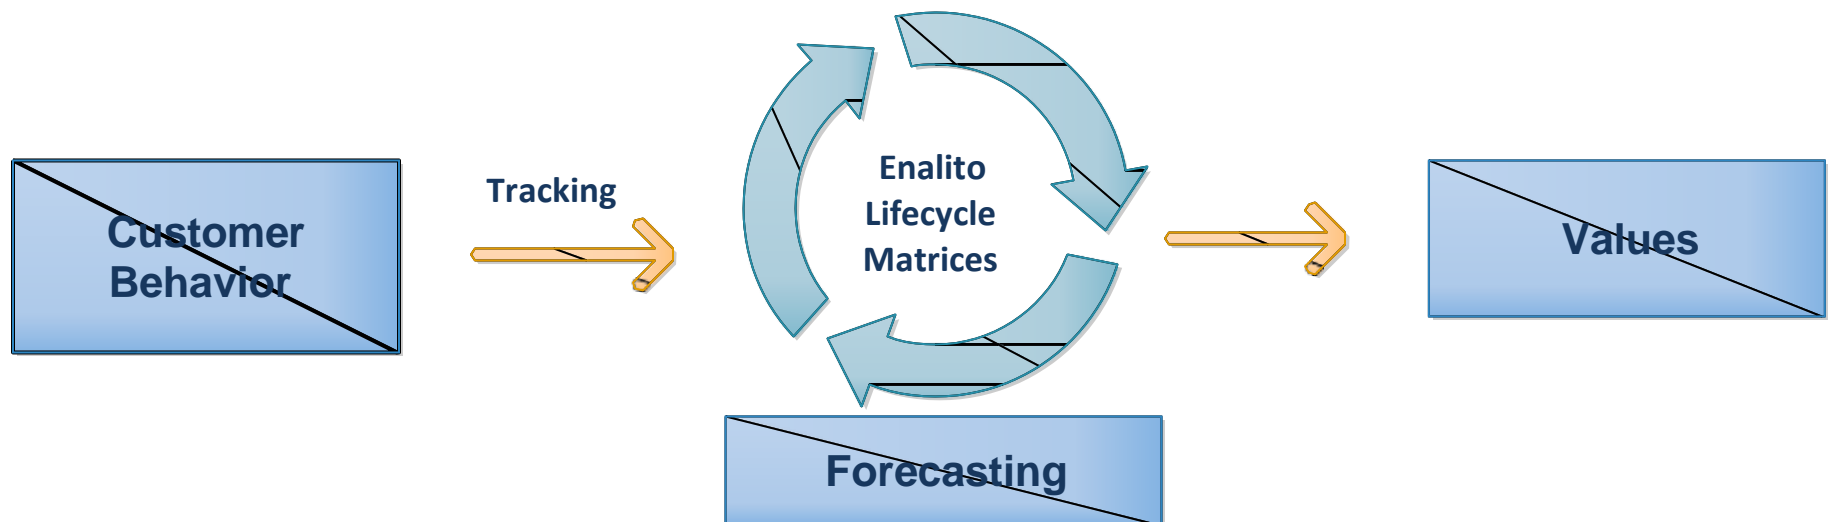 Customer
Behavior
Tracking
Enalito
Lifecycle
Matrices
Values
Forecasting